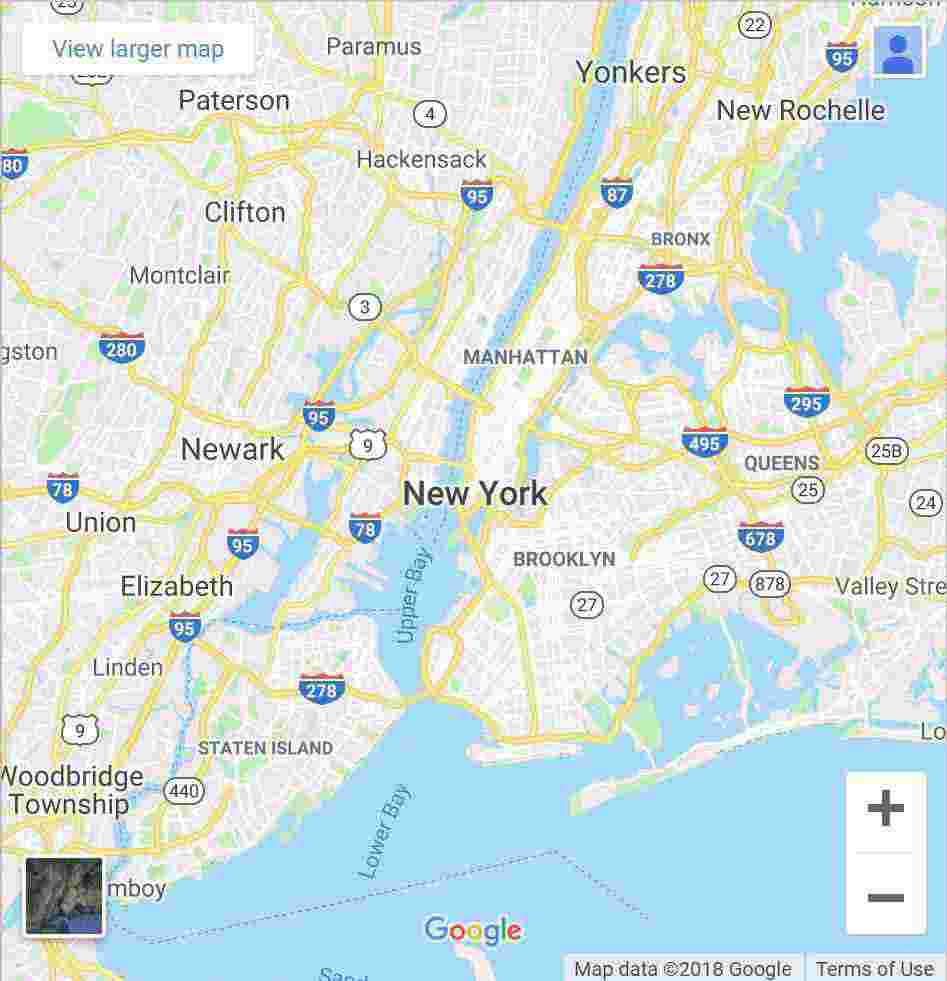 View larger map
Paramus
22
95
Yonkers
Paterson
4
New Rochelle
80
Hackensack
95
87
Clifton
BRONX
Montclair
278
3
gston
280
MANHATTAN
95
295
9
495
Newark
25B
QUEENS
78
New York
25
24
Union
78
95
678
BROOKLYN
Elizabeth
27
878
Valley Stre
27
Upper Bay
95
Linden
278
9
STATEN ISLAND
Lo
Woodbridge
Township
440
Lower Bay
mboy
Google
Map data ©2018 Google
Terms of Use